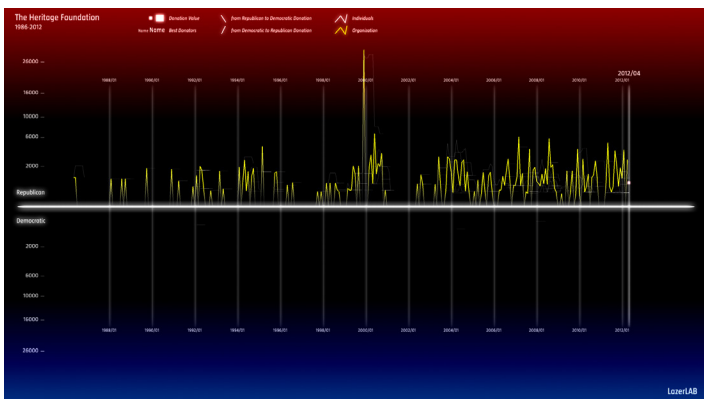 The Heritage Foundation
1986-2012
Donation Value
from Republican to Democratic Donation
Individuals
Name Name Best Donators
from Democratic to Republican Donation
Organization
2012/04
26000
1988/01 1990/01 1992/01 1994/01 1996/01 1998/01 2000/01 2002/01 2004/01 2006/01 2008/01 2010/01 2012/01
16000
10000
6000
2000
Republican
Democratic
2000
6000
10000
16000
1988/01 1990/01 1992/01 1994/01 1996/01 1998/01 2000/01 2002/01 2004/01 2006/01 2008/01 2010/01 2012/01
26000
LazerLAB